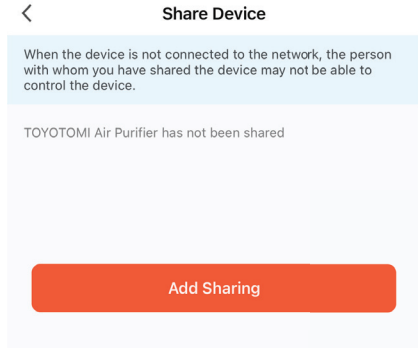 Share Device
When the device is not connected to the network, the person
with whom you have shared the device may not be able to
control the device.
TOYOTOMI Air Purifier has not been shared
Add Sharing